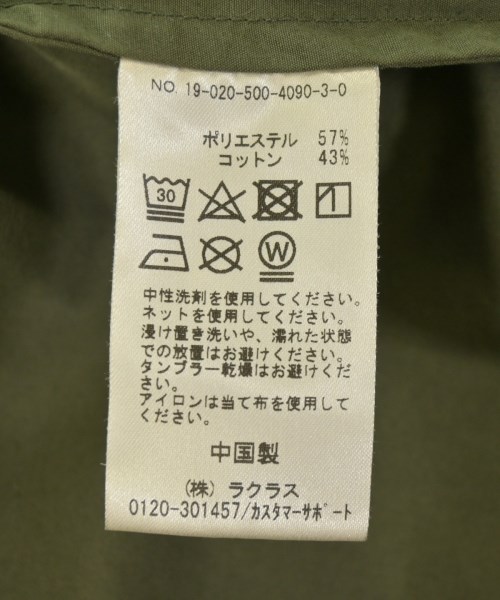 NO. 19-020-500-4090-3-0
ポリエステル 57%
コットン 43%
30
W
中性洗剤を使用してください。
ネットを使用してください。
浸け置き洗いや、濡れた状態
での放置はお避けください。
タンブラー乾燥はお避けくだ
さい。
アイロンは当て布を使用して
ください。
中国製
(株) ラクラス
0120-301457/カスタマーサポート